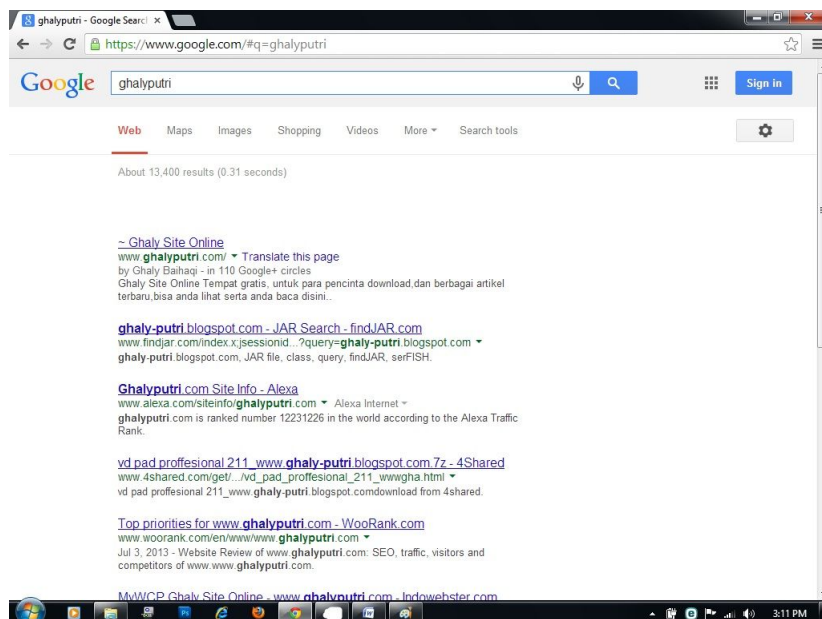 ghalyputri - Google Searcl
https://www.google.com/#q=ghalyputri
Google ghalyputri Sign in
Web Maps Images Shopping Videos More Search tools
About 13,400 results (0.31 seconds)
~ Ghaly Site Online
www.ghalyputri.com/ Translate this page
by Ghaly Baihaqi - in 110 Google+ circles
Ghaly Site Online Tempat gratis, untuk para pencinta download,dan berbagai artikel
terbaru,bisa anda lihat serta anda baca disini..
ghaly-putri.blogspot.com - JAR Search - findJAR.com
www.findjar.com/index.x;jsessionid...?query=ghaly-putri.blogspot.com
ghaly-putri.blogspot.com, JAR file, class, query, findJAR, serFISH.
Ghalyputri.com Site Info - Alexa
www.alexa.com/siteinfo/ghalyputri.com Alexa Internet
ghalyputri.com is ranked number 12231226 in the world according to the Alexa Traffic
Rank.
vd pad proffesional 211_www.ghaly-putri.blogspot.com.7z - 4Shared
www.4shared.com/get/.../vd_pad_proffesional_211_wwwgha.html
vd pad proffesional 211_www.ghaly-putri.blogspot.comdownload from 4shared.
Top priorities for www.ghalyputri.com - WooRank.com
www.woorank.com/en/www/www.ghalyputri.com
Jul 3, 2013 - Website Review of www.ghalyputri.com: SEO, traffic, visitors and
competitors of www.www.ghalyputri.com.
MyWCP Ghaly Site Online - www.ghalyputri.com - Indowebster.com
3:11 PM